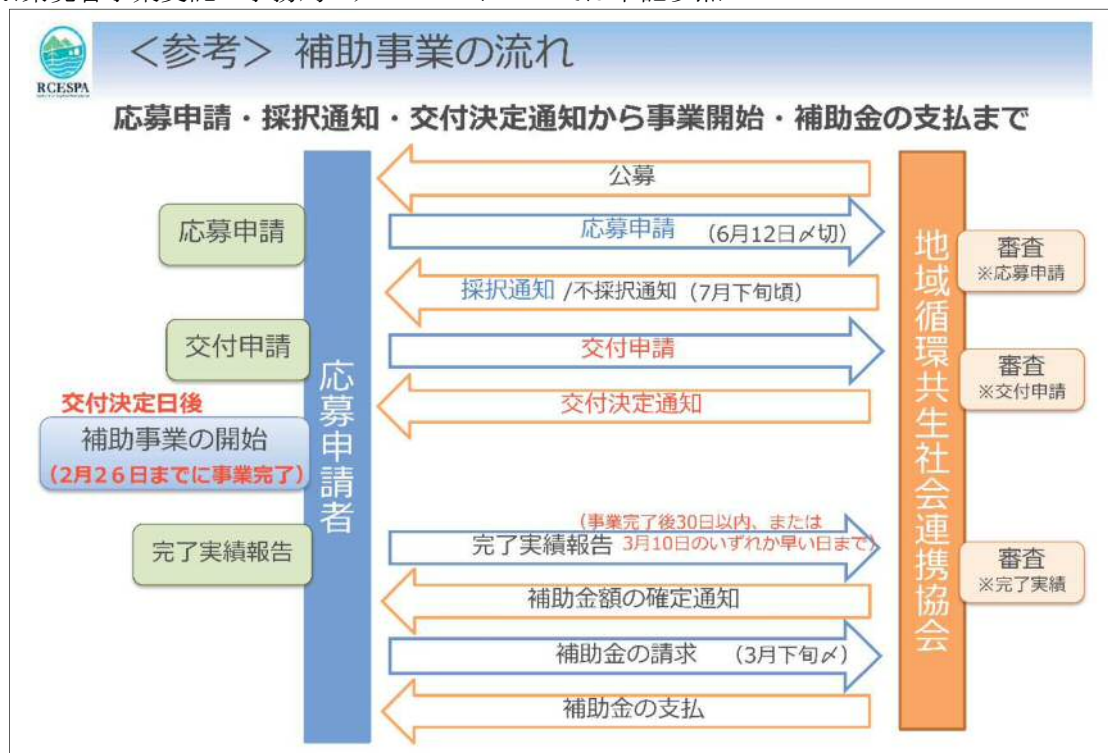 RCESPA
<参考> 補助事業の流れ
応募申請・採択通知・交付決定通知から事業開始・補助金の支払まで
公募
応募申請
応募申請 (6月12日〆切)
審査
※応募申請
採択通知 /不採択通知 (7月下旬頃)
交付申請
交付申請
審査
※交付申請
交付決定通知
交付決定日後
補助事業の開始
(2月26日までに事業完了)
応募申請者
地域循環共生社会連携協会
完了実績報告
(事業完了後30日以内、または
完了実績報告 3月10日のいずれか早い日まで)
審査
※完了実績
補助金額の確定通知
補助金の請求 (3月下旬〆)
補助金の支払